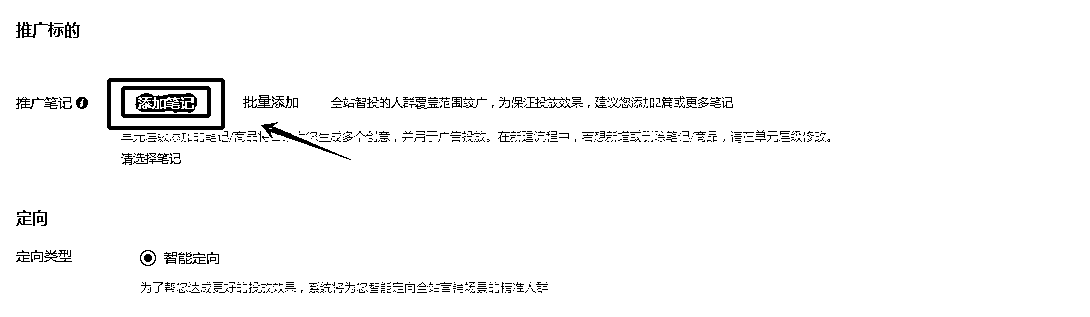 推广标的
推广笔记 添加笔记 批量添加 全站智投的人群覆盖范围较广，为保证投放效果，建议您添加2篇或更多笔记
单元层级添加的笔记/商品将 生成多个创意，并用于广告投放。在新建流程中，若想新增或删除笔记/商品，请在单元层级修改。
请选择笔记
定向
定向类型 智能定向
为了帮您达成更好的投放效果，系统将为您智能定向全站营销场景的精准人群